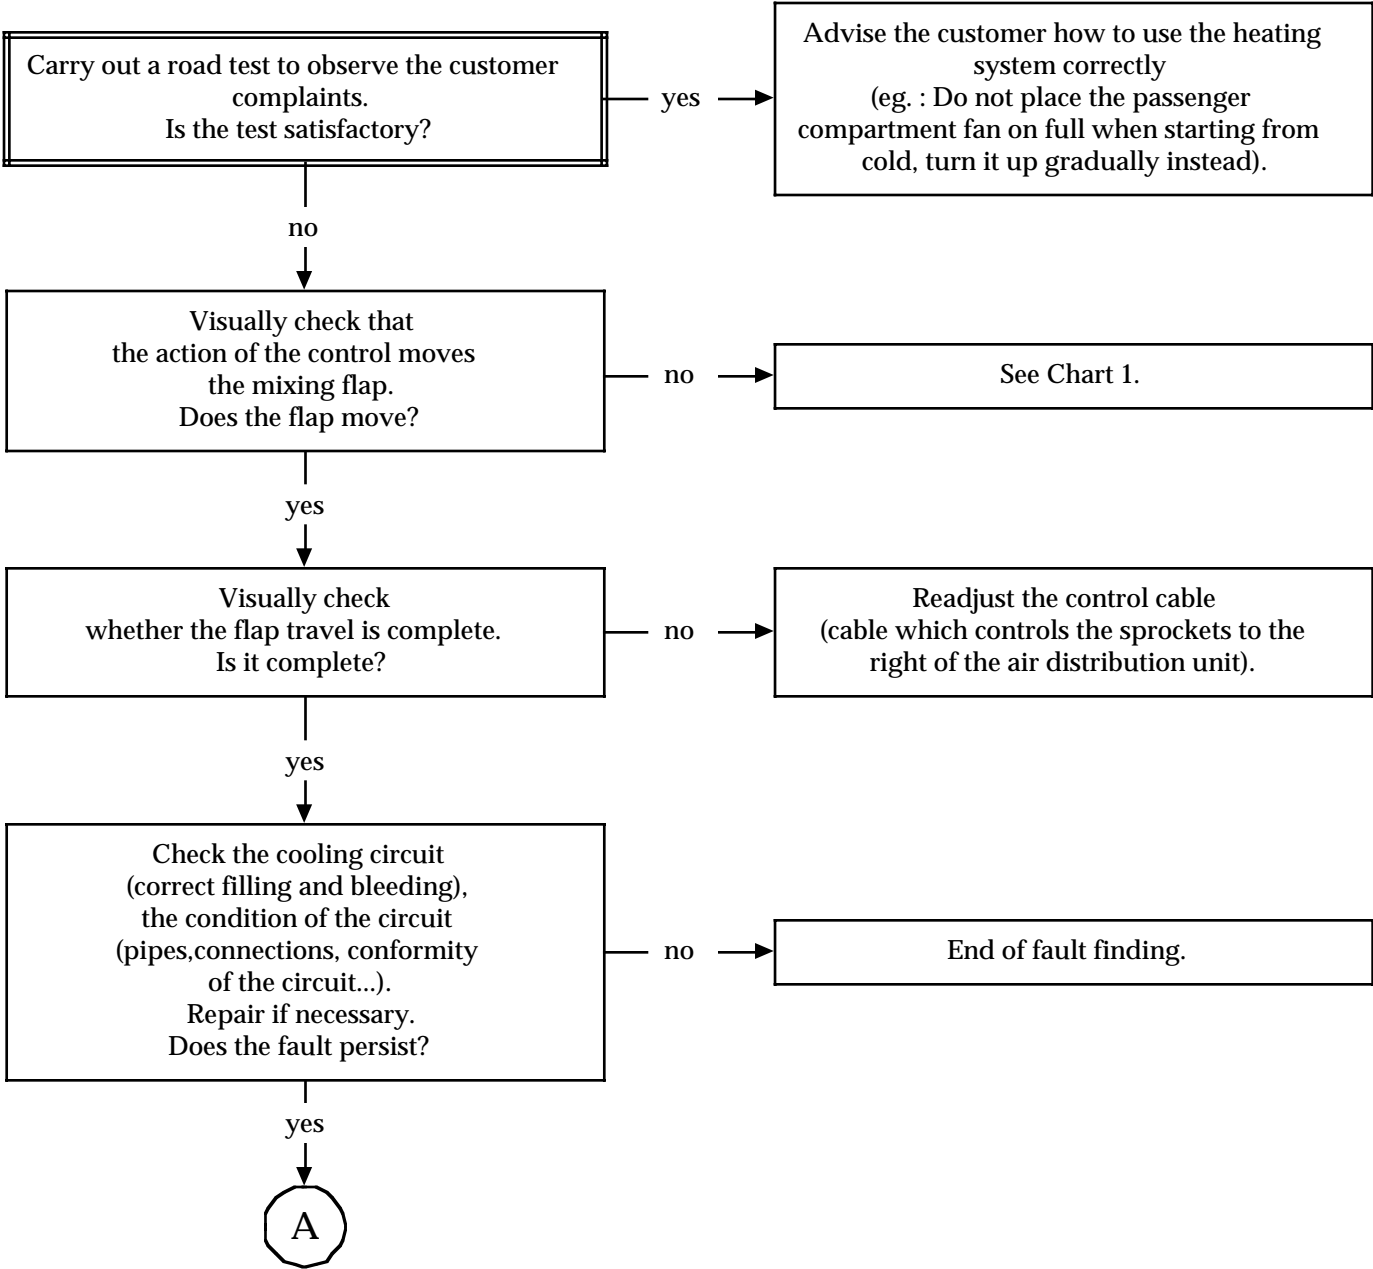 Carry out a road test to observe the customer
complaints.
Is the test satisfactory?
yes
Advise the customer how to use the heating
system correctly
(eg. : Do not place the passenger
compartment fan on full when starting from
cold, turn it up gradually instead).
no
Visually check that
the action of the control moves
the mixing flap.
Does the flap move?
no
See Chart 1.
yes
Visually check
whether the flap travel is complete.
Is it complete?
no
Readjust the control cable
(cable which controls the sprockets to the
right of the air distribution unit).
yes
Check the cooling circuit
(correct filling and bleeding),
the condition of the circuit
(pipes,connections, conformity
of the circuit...).
Repair if necessary.
Does the fault persist?
no
End of fault finding.
yes
A